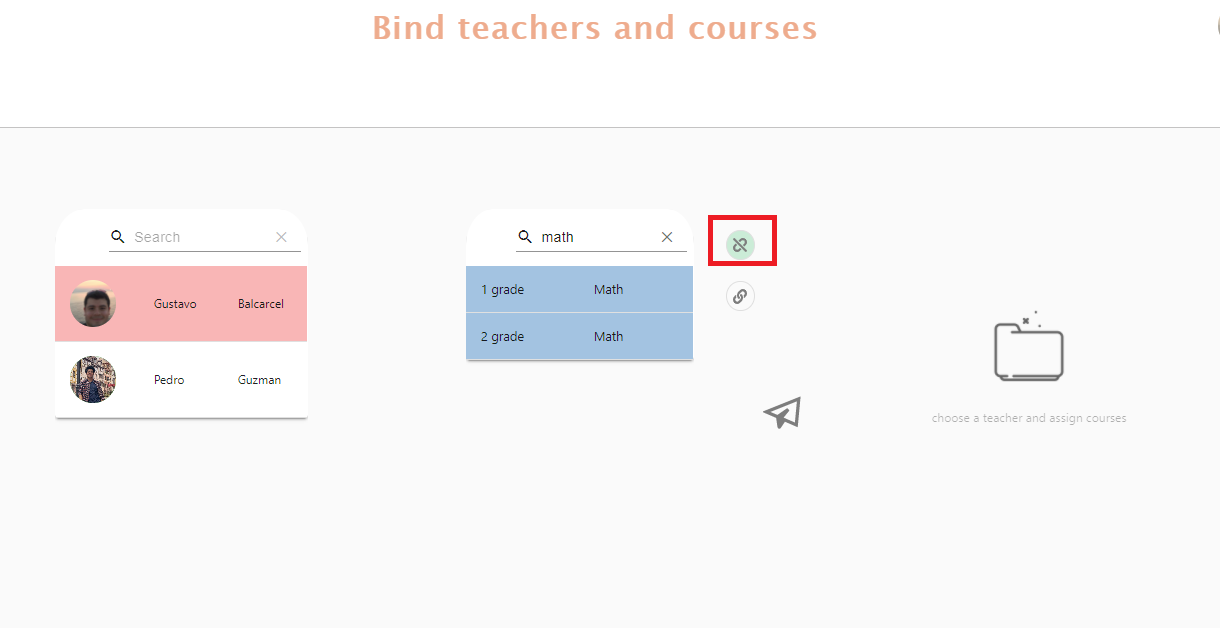 Bind teachers and courses
Search
Gustavo Balcarcel
Pedro Guzman
math
1 grade Math
2 grade Math
choose a teacher and assign courses